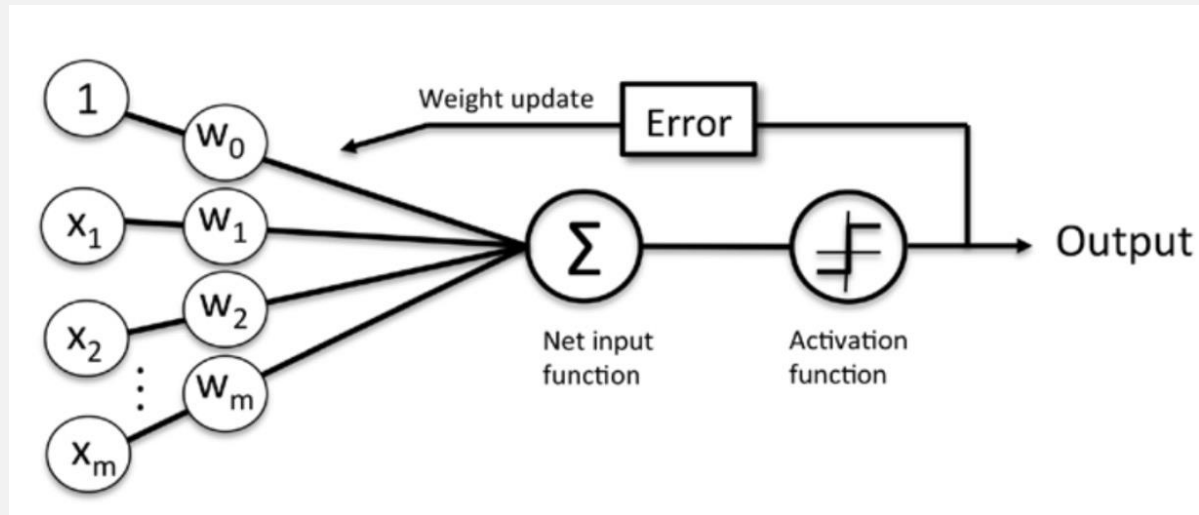 1
W0
Weight update
Error
X1
W1
Σ
Output
W2
X2
Net input
function
Activation
function
Wm
Xm